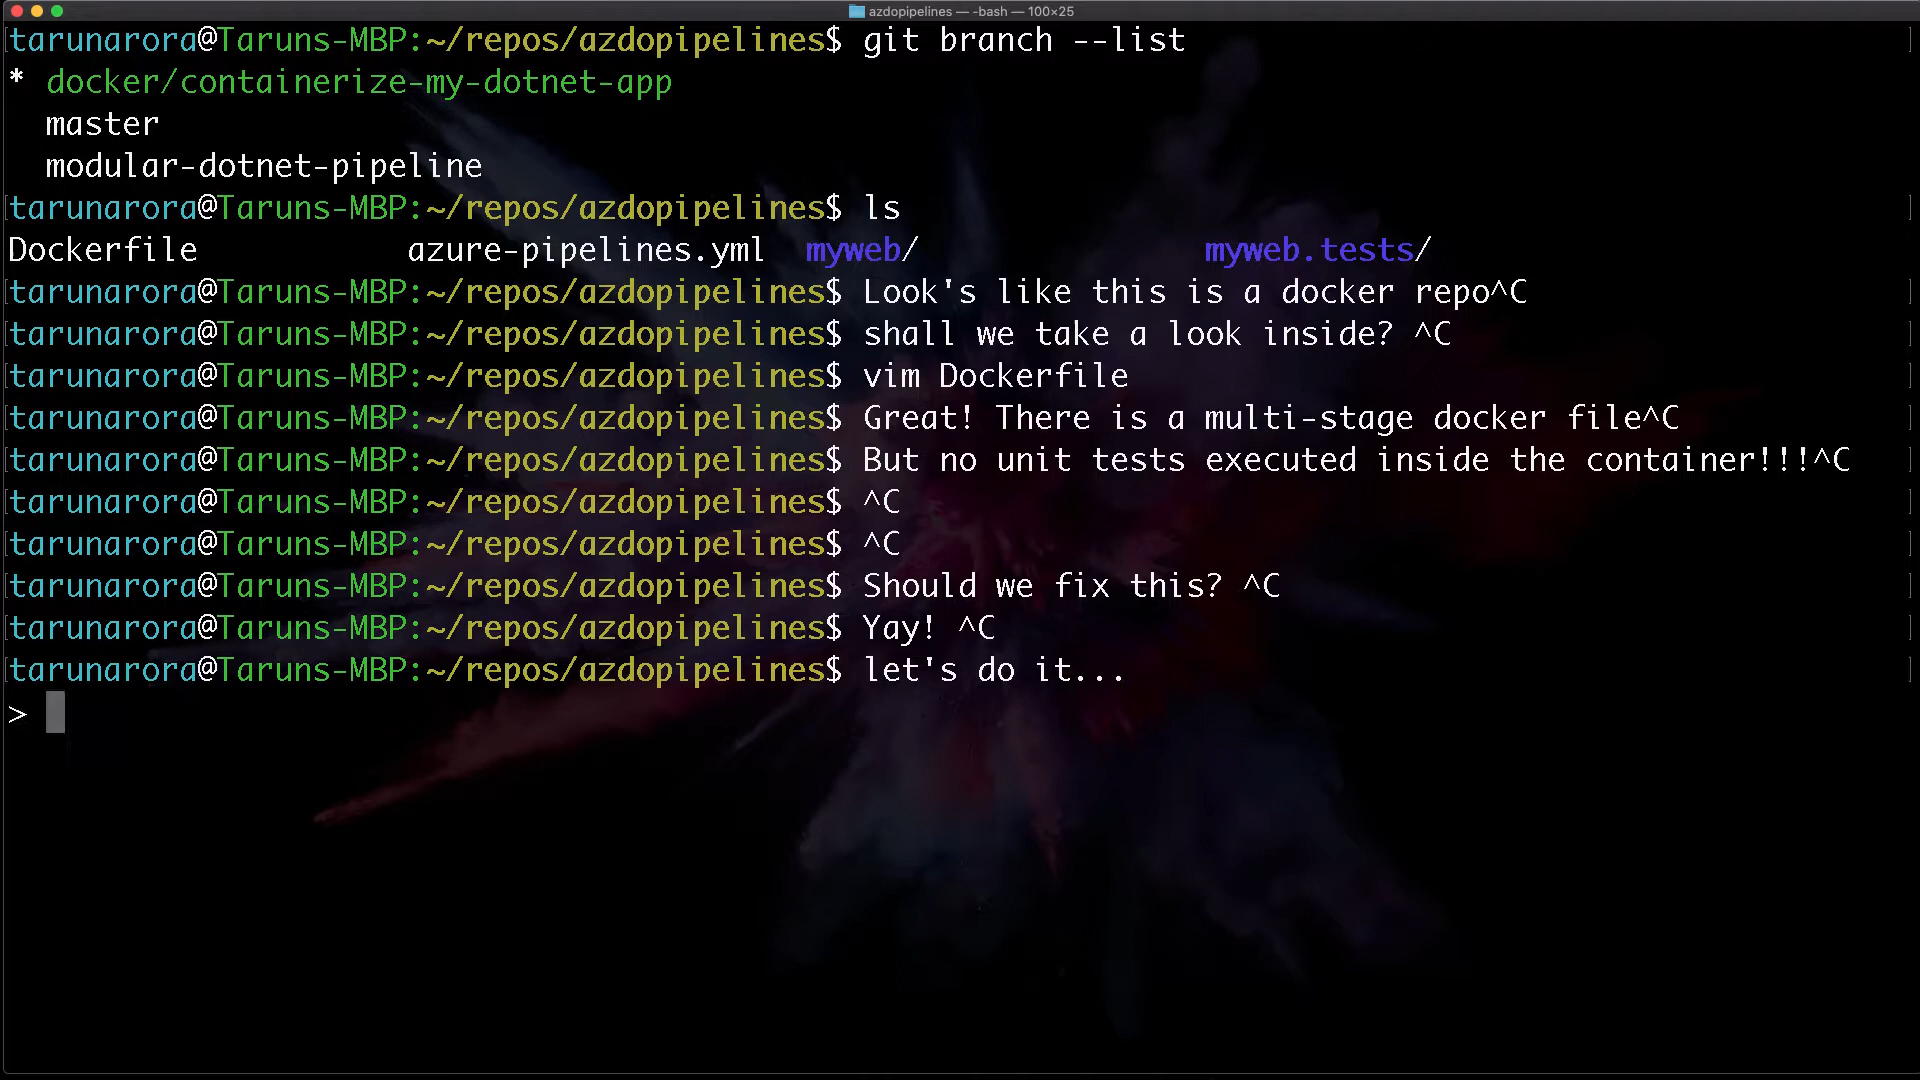 azdopipelines — -bash — 100×25
tarunarora@Taruns-MBP:~/repos/azdopipelines$ git branch --list
* docker/containerize-my-dotnet-app
  master
  modular-dotnet-pipeline
tarunarora@Taruns-MBP:~/repos/azdopipelines$ ls
Dockerfile           azure-pipelines.yml  myweb/               myweb.tests/
tarunarora@Taruns-MBP:~/repos/azdopipelines$ Look's like this is a docker repo^C
tarunarora@Taruns-MBP:~/repos/azdopipelines$ shall we take a look inside? ^C
tarunarora@Taruns-MBP:~/repos/azdopipelines$ vim Dockerfile
tarunarora@Taruns-MBP:~/repos/azdopipelines$ Great! There is a multi-stage docker file^C
tarunarora@Taruns-MBP:~/repos/azdopipelines$ But no unit tests executed inside the container!!!^C
tarunarora@Taruns-MBP:~/repos/azdopipelines$ ^C
tarunarora@Taruns-MBP:~/repos/azdopipelines$ ^C
tarunarora@Taruns-MBP:~/repos/azdopipelines$ Should we fix this? ^C
tarunarora@Taruns-MBP:~/repos/azdopipelines$ Yay! ^C
tarunarora@Taruns-MBP:~/repos/azdopipelines$ let's do it...
>